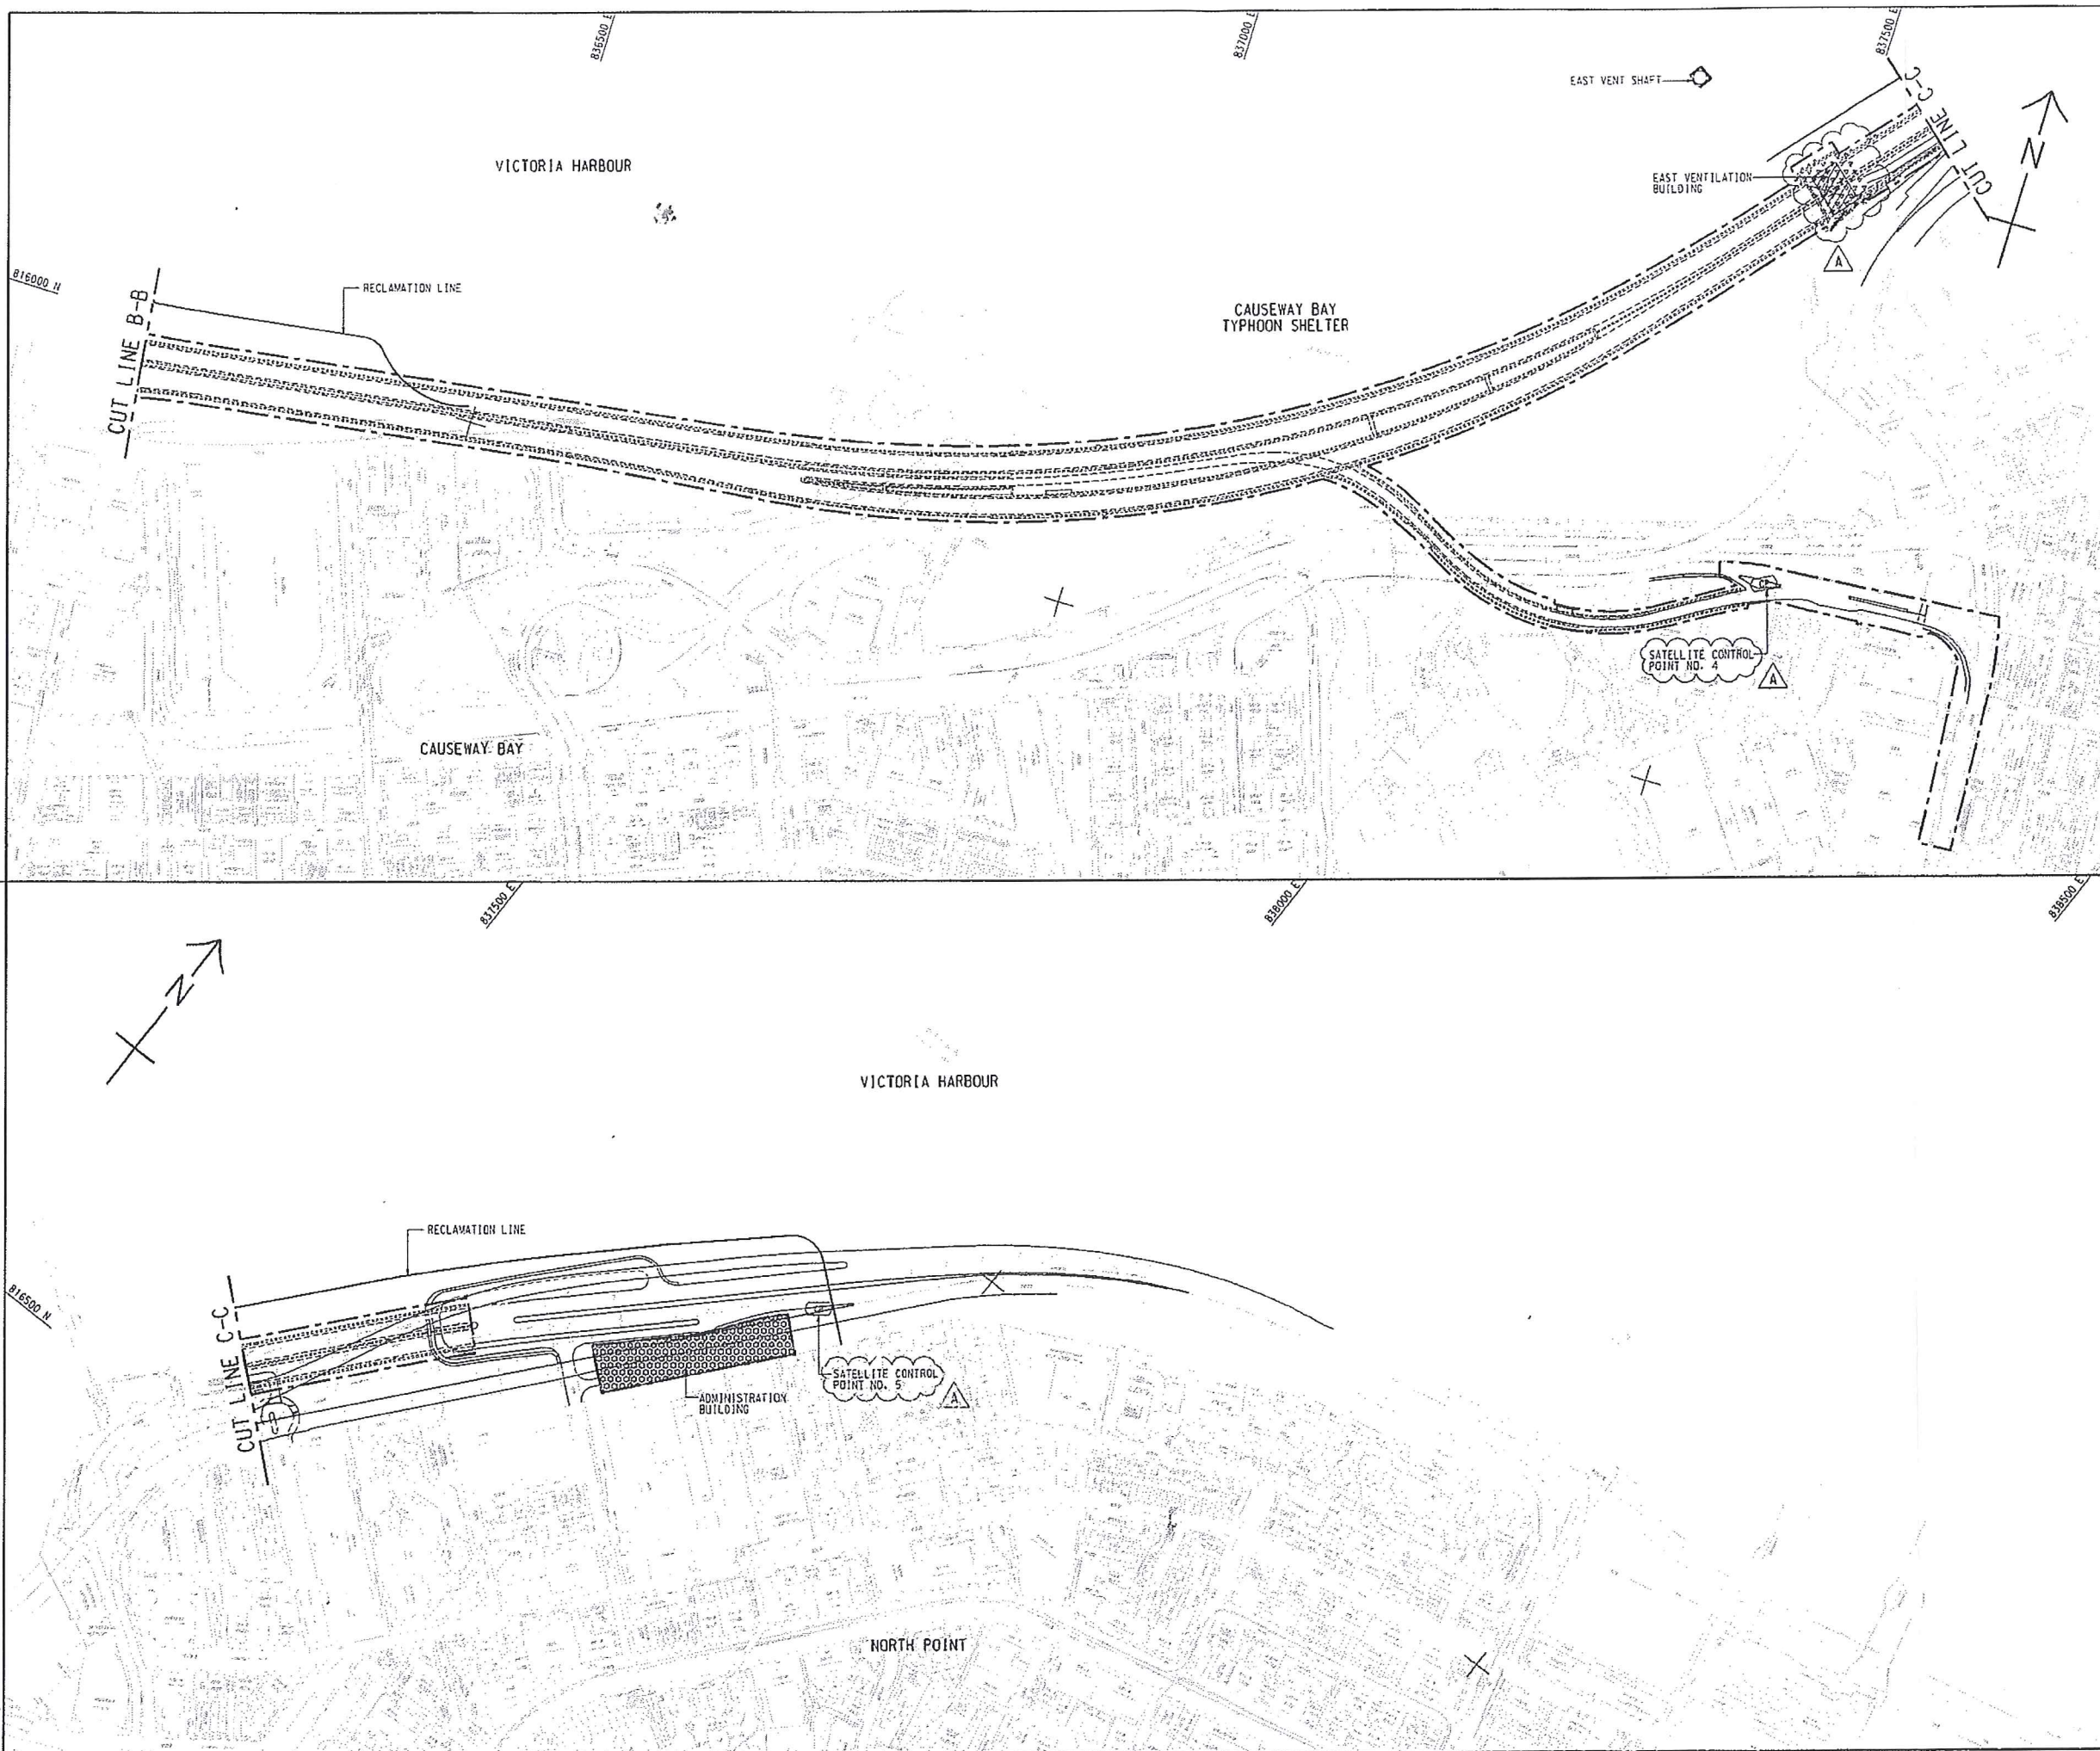 836500 E
837000 E
837500 E
EAST VENT SHAFT
C-C
CUT LINE
N
VICTORIA HARBOUR
EAST VENTILATION
BUILDING
A
816000 N
RECLAMATION LINE
CUT LINE B-B
CAUSEWAY BAY
TYPHOON SHELTER
CP
SATELLITE CONTROL
POINT NO. 4
A
CAUSEWAY BAY
837500 E
838000 E
838500 E
N
VICTORIA HARBOUR
RECLAMATION LINE
816500 N
CUT LINE C-C
CP
SATELLITE CONTROL
POINT NO. 5
A
ADMINISTRATION
BUILDING
NORTH POINT